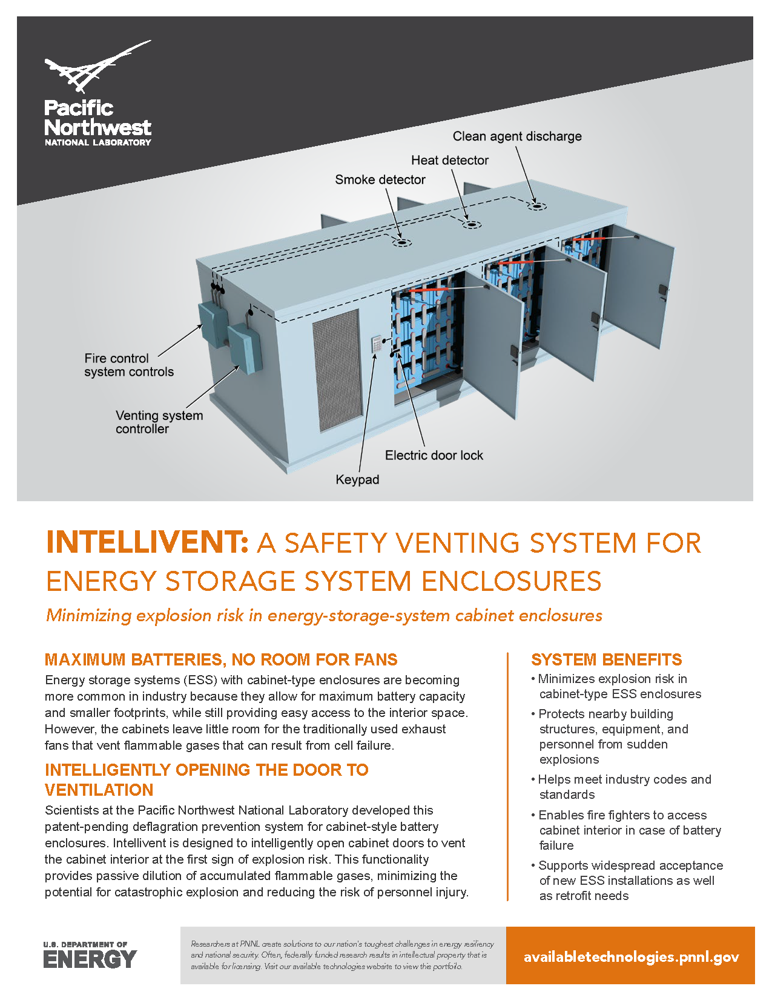 Pacific
Northwest
NATIONAL LABORATORY
Clean agent discharge
Heat detector
Smoke detector
Fire control
system controls
Venting system
controller
Electric door lock
Keypad
INTELLIVENT: A SAFETY VENTING SYSTEM FOR
ENERGY STORAGE SYSTEM ENCLOSURES
Minimizing explosion risk in energy-storage-system cabinet enclosures
MAXIMUM BATTERIES, NO ROOM FOR FANS
Energy storage systems (ESS) with cabinet-type enclosures are becoming
more common in industry because they allow for maximum battery capacity
and smaller footprints, while still providing easy access to the interior space.
However, the cabinets leave little room for the traditionally used exhaust
fans that vent flammable gases that can result from cell failure.
INTELLIGENTLY OPENING THE DOOR TO
VENTILATION
Scientists at the Pacific Northwest National Laboratory developed this
patent-pending deflagration prevention system for cabinet-style battery
enclosures. Intellivent is designed to intelligently open cabinet doors to vent
the cabinet interior at the first sign of explosion risk. This functionality
provides passive dilution of accumulated flammable gases, minimizing the
potential for catastrophic explosion and reducing the risk of personnel injury.
SYSTEM BENEFITS
• Minimizes explosion risk in
cabinet-type ESS enclosures
• Protects nearby building
structures, equipment, and
personnel from sudden
explosions
• Helps meet industry codes and
standards
• Enables fire fighters to access
cabinet interior in case of battery
failure
• Supports widespread acceptance
of new ESS installations as well
as retrofit needs
U.S. DEPARTMENT OF
ENERGY
Researchers at PNNL create solutions to our nation's toughest challenges in energy resiliency
and national security. Often, federally funded research results in intellectual property that is
available for licensing. Visit our available technologies website to view this portfoilo.
availabletechnologies.pnnl.gov